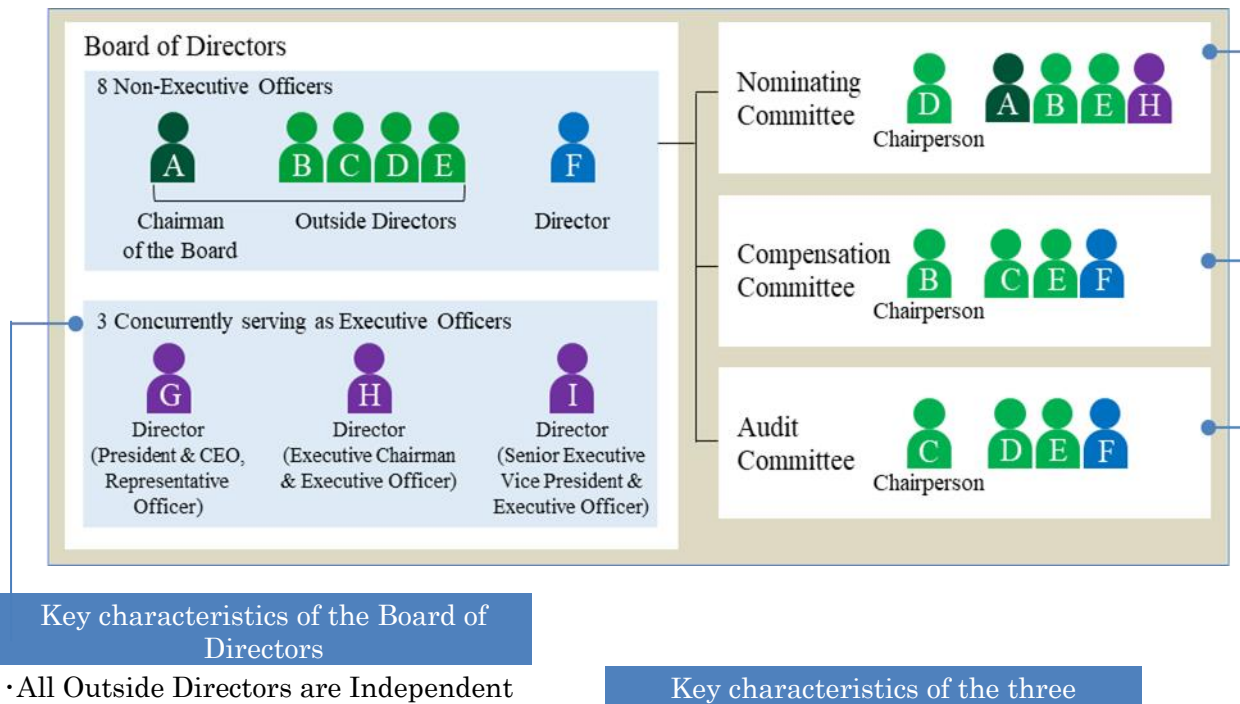 Board of Directors
8 Non-Executive Officers
A B C D E F
Chairman
of the Board
Outside Directors
Director
3 Concurrently serving as Executive Officers
G H I
Director
(President & CEO,
Representative
Officer)
Director
(Executive Chairman
& Executive Officer)
Director
(Senior Executive
Vice President &
Executive Officer)
Nominating
Committee
D A B E H
Chairperson
Compensation
Committee
B C E F
Chairperson
Audit
Committee
C D E F
Chairperson
Key characteristics of the Board of
Directors
・All Outside Directors are Independent
Key characteristics of the three